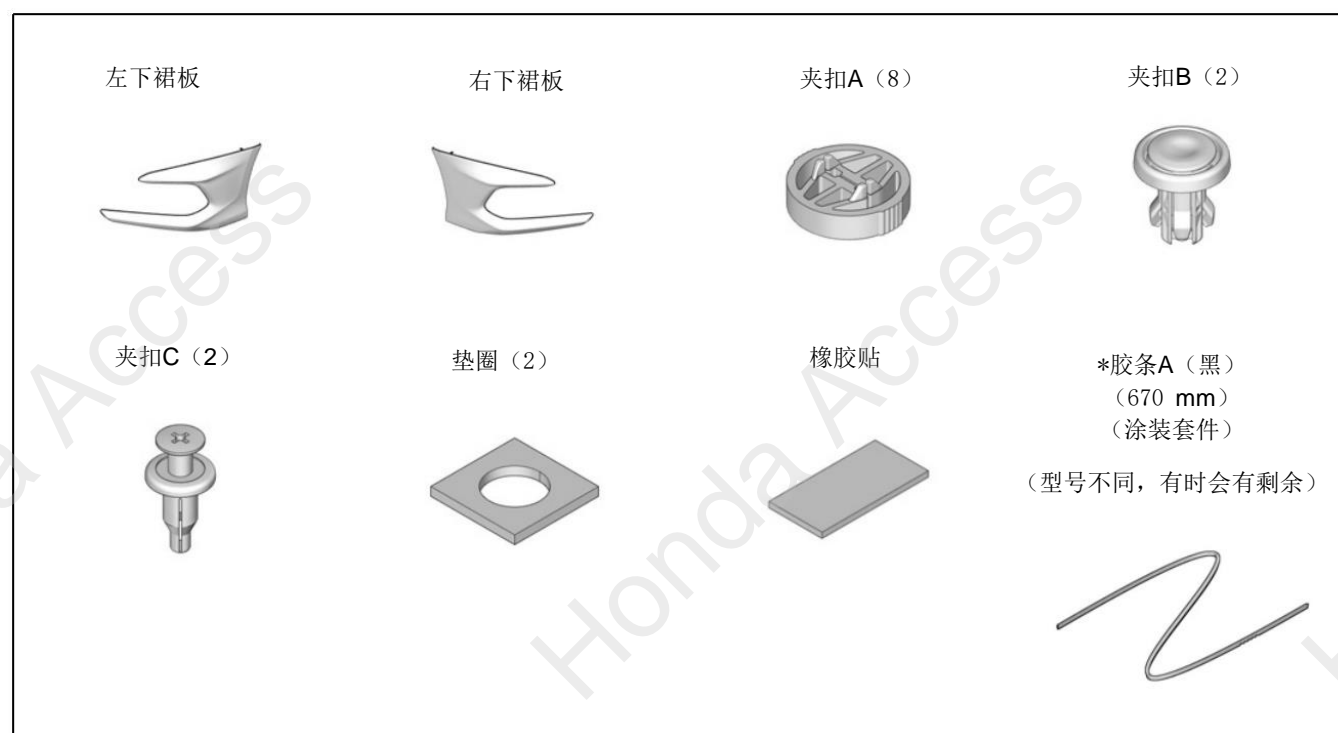 左下裙板
右下裙板
夹扣A（8）
夹扣B（2）
夹扣C（2）
垫圈（2）
橡胶贴
*胶条A（黑）
（670 mm）
（涂装套件）
（型号不同，有时会有剩余）
Honda Access
Honda Access